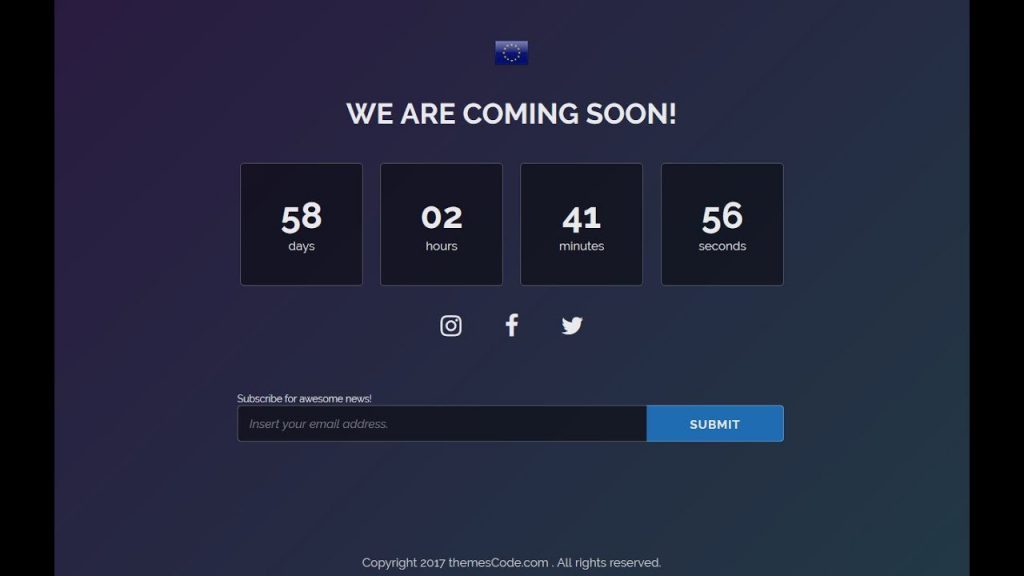 WE ARE COMING SOON!
58 02 41 56
days hours minutes seconds
Subscribe for awesome news!
Insert your email address. SUBMIT
Copyright 2017 themesCode.com . All rights reserved.